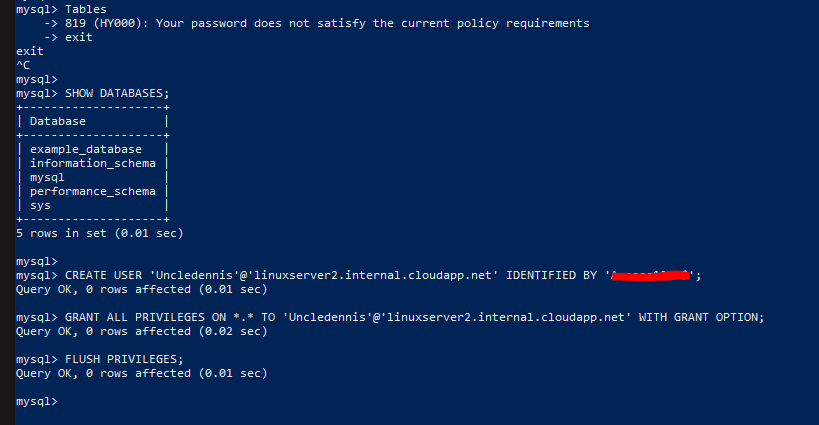 mysql> Tables
    -> 819 (HY000): Your password does not satisfy the current policy requirements
    -> exit
exit
^C
mysql>
mysql> SHOW DATABASES;
+--------------------+
| Database           |
+--------------------+
| example_database   |
| information_schema |
| mysql              |
| performance_schema |
| sys                |
+--------------------+
5 rows in set (0.01 sec)
mysql>
mysql> CREATE USER 'Uncledennis'@'linuxserver2.internal.cloudapp.net' IDENTIFIED BY '';
Query OK, 0 rows affected (0.01 sec)
mysql> GRANT ALL PRIVILEGES ON *.* TO 'Uncledennis'@'linuxserver2.internal.cloudapp.net' WITH GRANT OPTION;
Query OK, 0 rows affected (0.02 sec)
mysql> FLUSH PRIVILEGES;
Query OK, 0 rows affected (0.01 sec)
mysql>